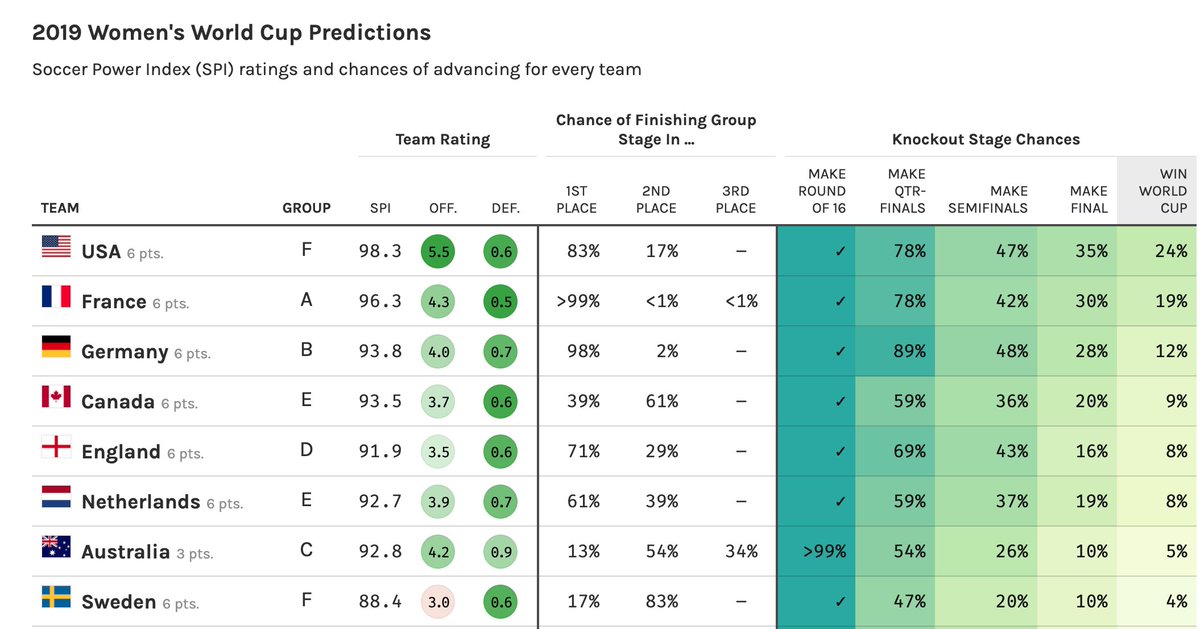 2019 Women's World Cup Predictions
Soccer Power Index (SPI) ratings and chances of advancing for every team
Team Rating
Chance of Finishing Group
Stage In ...
Knockout Stage Chances
TEAM GROUP SPI OFF. DEF. 1ST PLACE 2ND PLACE 3RD PLACE MAKE ROUND OF 16 MAKE QTR-FINALS MAKE SEMIFINALS MAKE FINAL WIN WORLD CUP
USA 6 pts. F 98.3 5.5 0.6 83% 17% — ✓ 78% 47% 35% 24%
France 6 pts. A 96.3 4.3 0.5 >99% <1% <1% ✓ 78% 42% 30% 19%
Germany 6 pts. B 93.8 4.0 0.7 98% 2% — ✓ 89% 48% 28% 12%
Canada 6 pts. E 93.5 3.7 0.6 39% 61% — ✓ 59% 36% 20% 9%
England 6 pts. D 91.9 3.5 0.6 71% 29% — ✓ 69% 43% 16% 8%
Netherlands 6 pts. E 92.7 3.9 0.7 61% 39% — ✓ 59% 37% 19% 8%
Australia 3 pts. C 92.8 4.2 0.9 13% 54% 34% >99% 54% 26% 10% 5%
Sweden 6 pts. F 88.4 3.0 0.6 17% 83% — ✓ 47% 20% 10% 4%